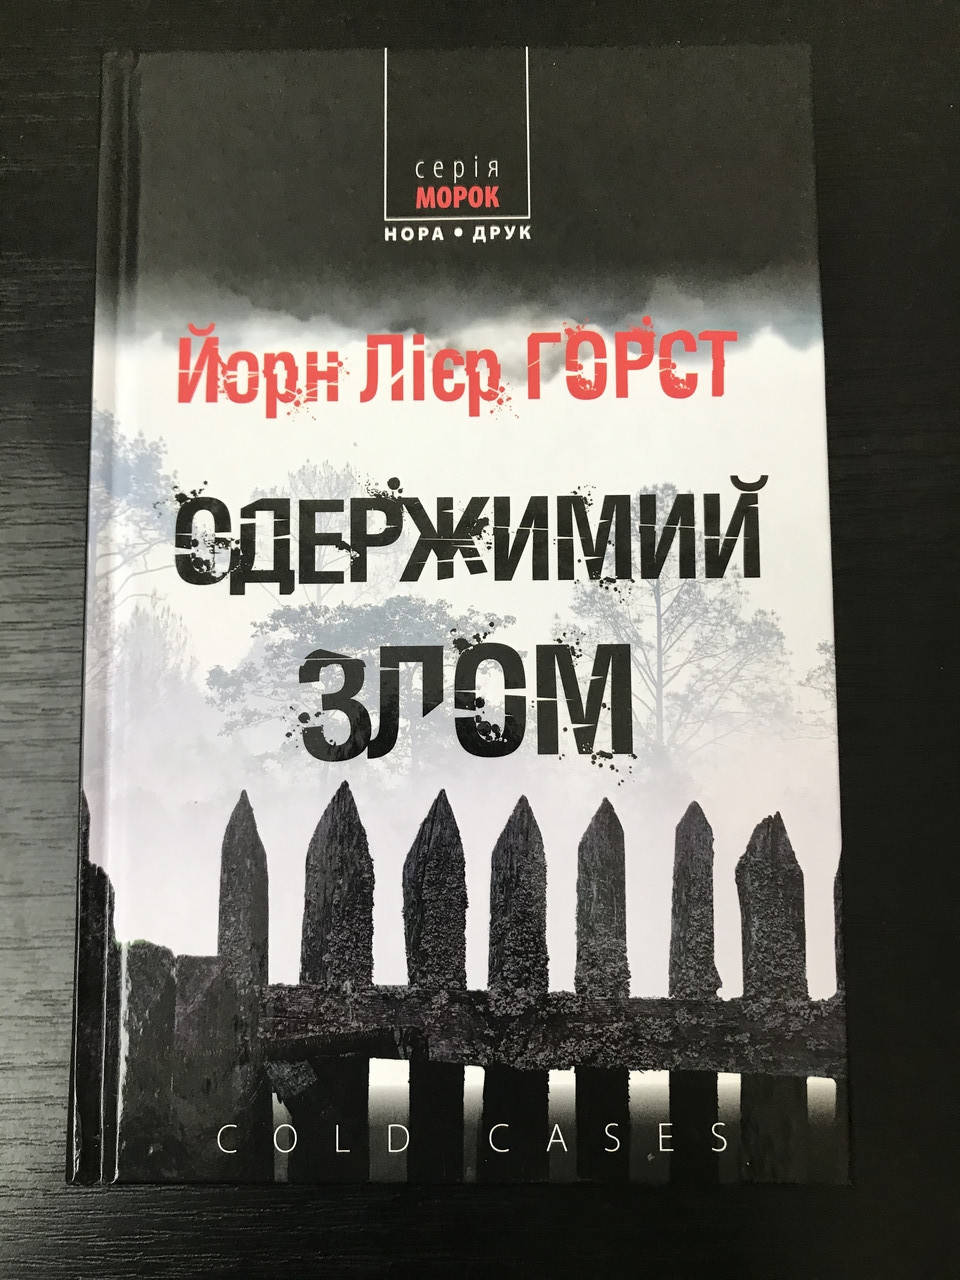 серія
МОРОК
НОРА • ДРУК
Йорн Лієр ГОРСТ
ОДЕРЖИМИЙ
ЗЛОМ
COLD CASES